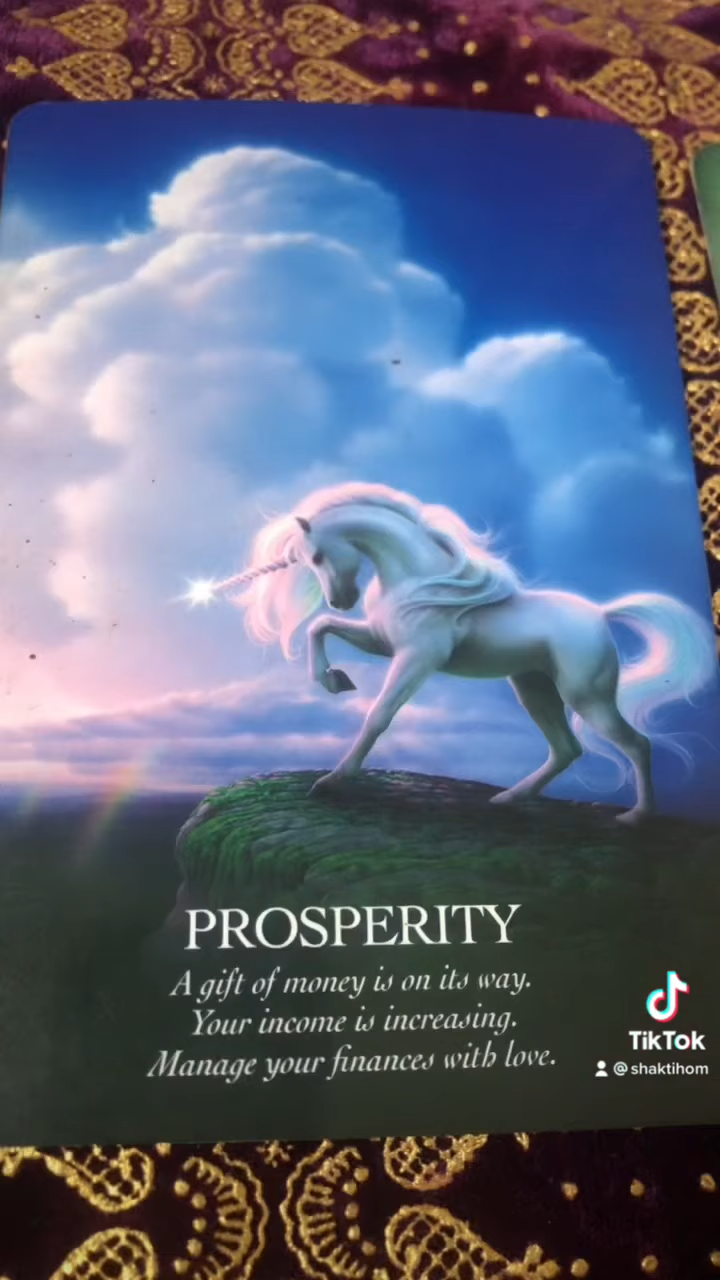 PROSPERITY
A gift of money is on its way.
Your income is increasing.
Manage your finances with love.
TikTok
@shaktihom